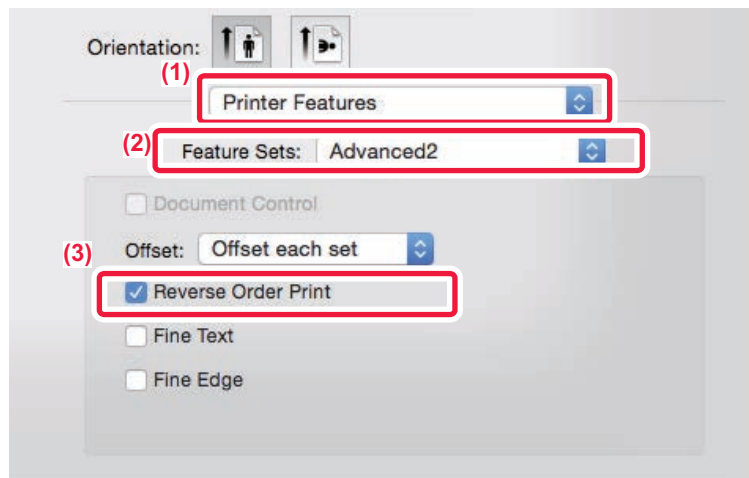 Orientation:
(1)
Printer Features
(2)
Feature Sets: Advanced2
Document Control
(3)
Offset: Offset each set
Reverse Order Print
Fine Text
Fine Edge